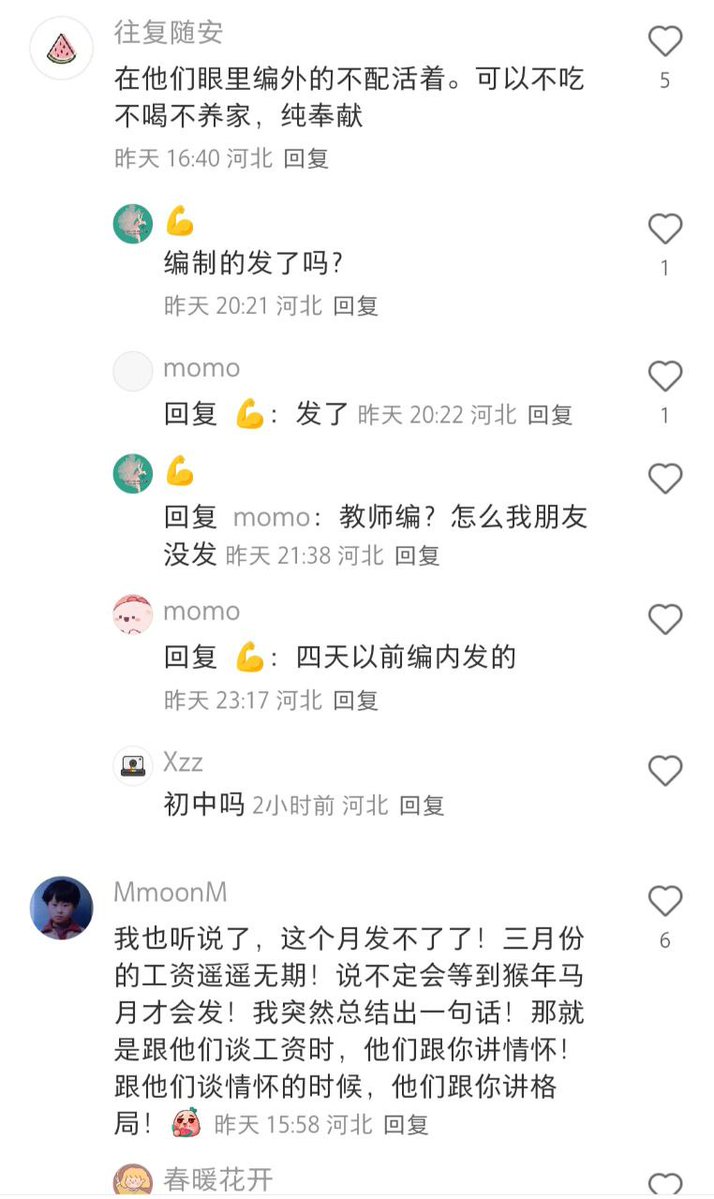 往复随安
在他们眼里编外的不配活着。可以不吃
不喝不养家，纯奉献
5
昨天 16:40 河北 回复
💪
编制的发了吗？
1
昨天 20:21 河北 回复
momo
回复 💪：发了 昨天 20:22 河北 回复
1
💪
回复 momo：教师编？怎么我朋友
没发 昨天 21:38 河北 回复
momo
回复 💪：四天以前编内发的
昨天 23:17 河北 回复
Xzz
初中吗 2小时前 河北 回复
MmoonM
我也听说了，这个月发不了了！三月份
6
的工资遥遥无期！说不定会等到猴年马
月才会发！我突然总结出一句话！那就
是跟他们谈工资时，他们跟你讲情怀！
跟他们谈情怀的时候，他们跟你讲格
局！ 昨天 15:58 河北 回复
春暖花开